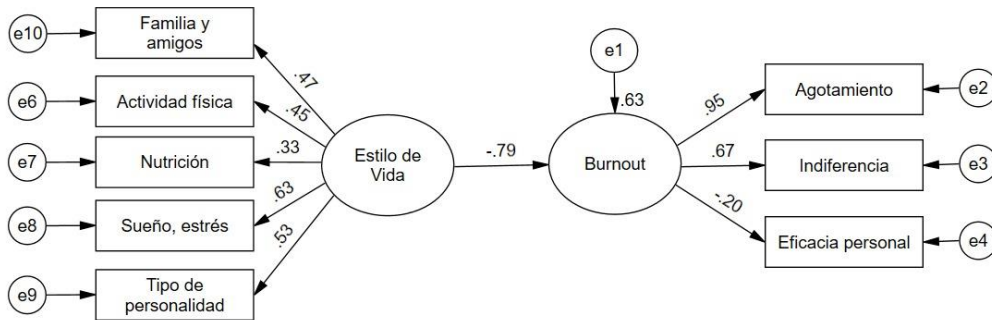 e10
Familia y
amigos
.47
e6
Actividad física
.45
e7
Nutrición
.33
e8
Sueño, estrés
.63
e9
Tipo de
personalidad
.53
Estilo de
Vida
-.79
e1
.63
Burnout
.95
Agotamiento
e2
.67
Indiferencia
e3
-.20
Eficacia personal
e4